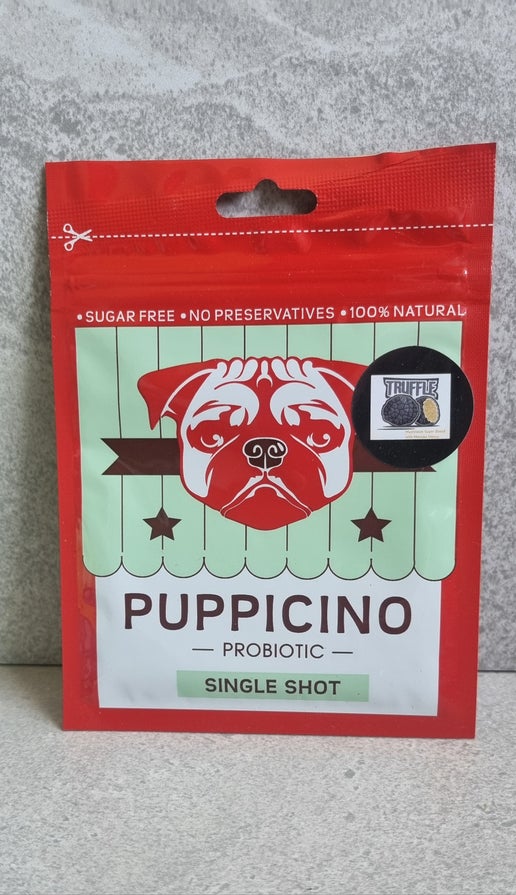 • SUGAR FREE • NO PRESERVATIVES • 100% NATURAL
TRUFFLE
PUPPICINO
— PROBIOTIC —
SINGLE SHOT